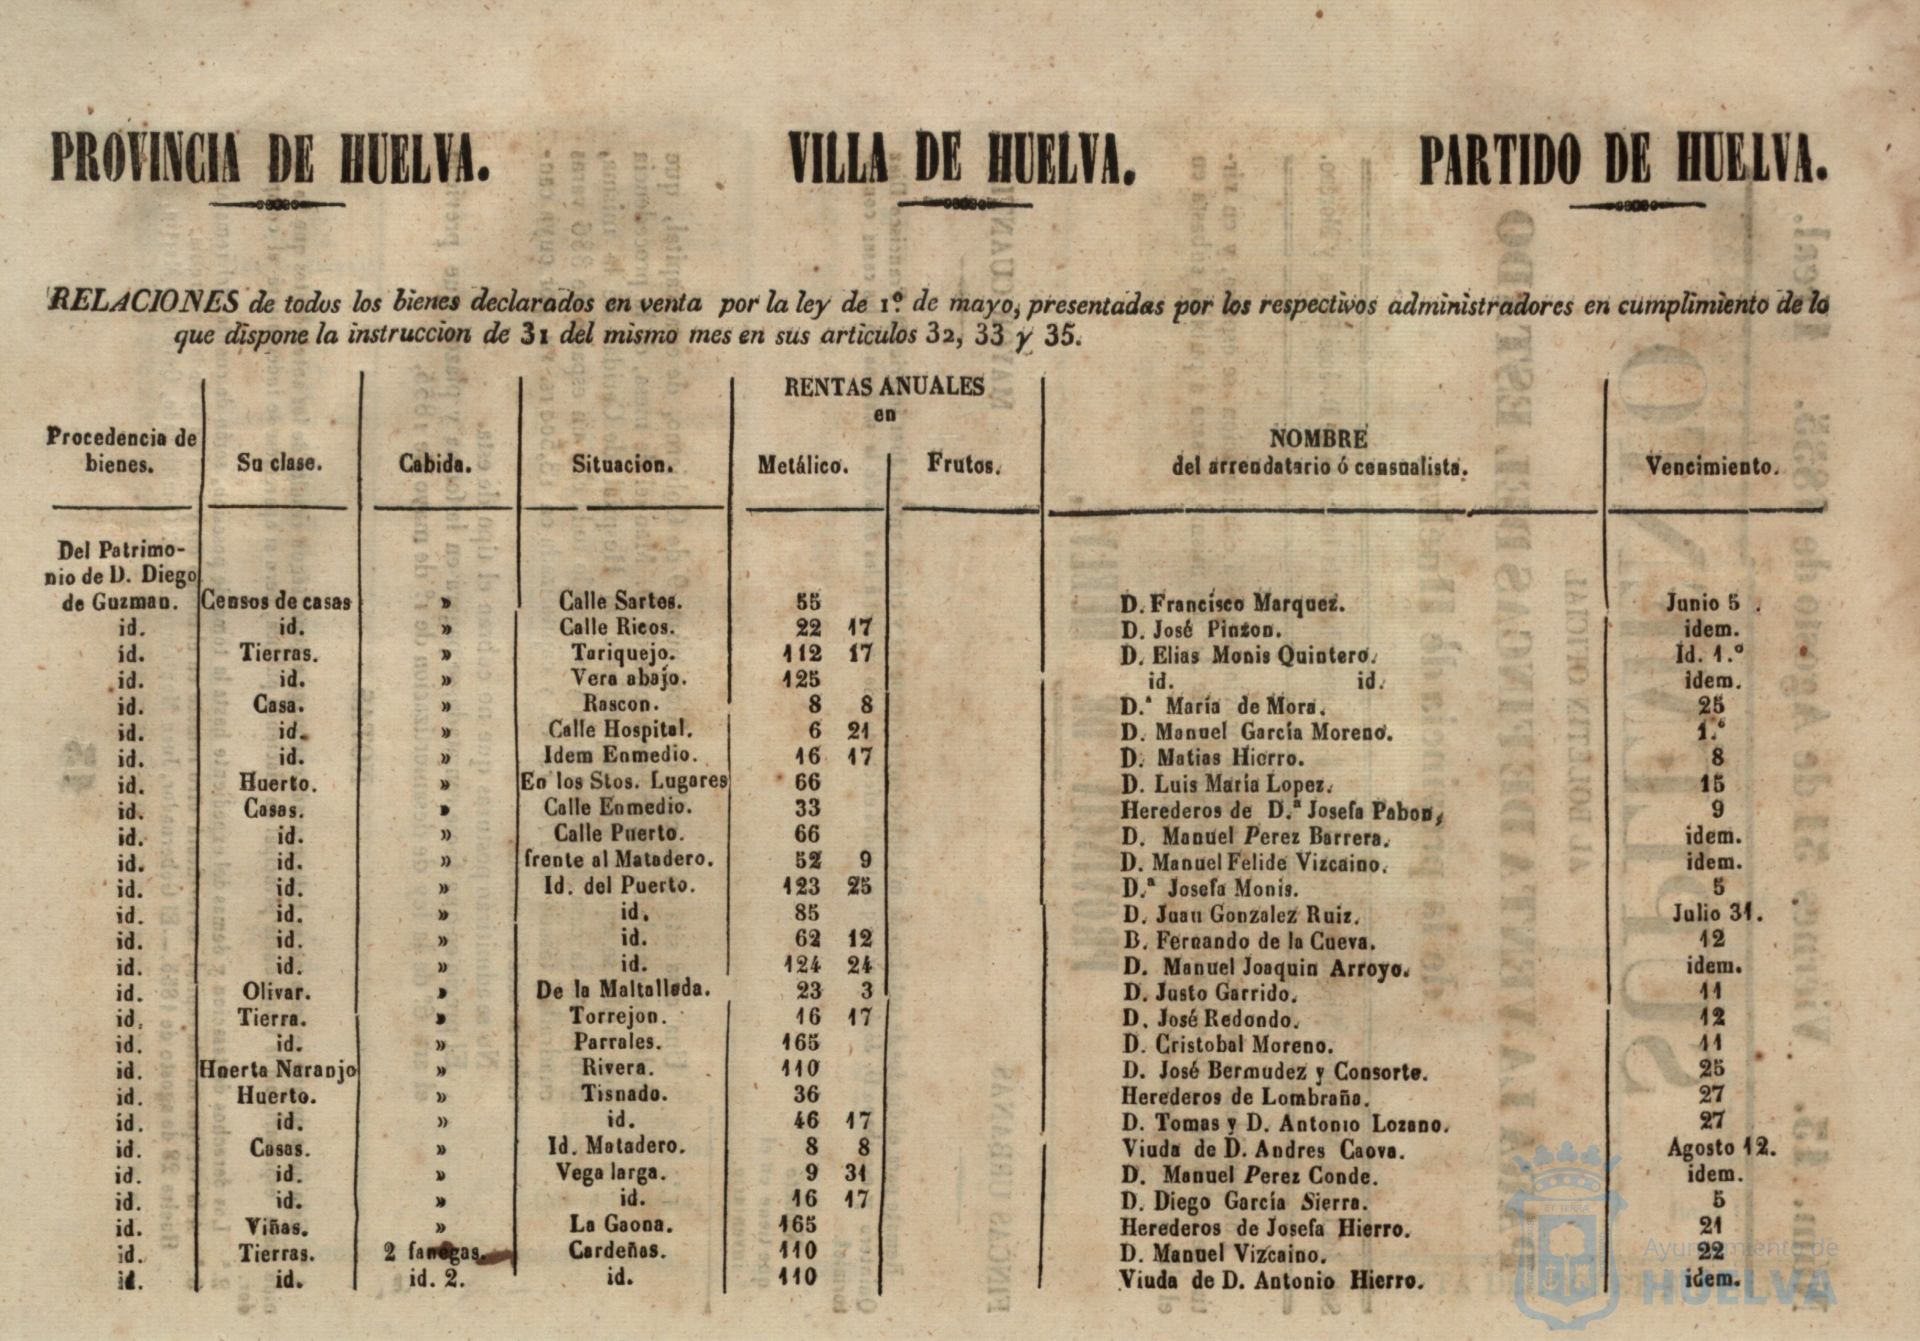 PROVINCIA DE HUELVA. VILLA DE HUELVA. PARTIDO DE HUELVA.
RELACIONES de todos los bienes declarados en venta por la ley de 1.º de mayo, presentadas por los respectivos administradores en cumplimiento de lo
que dispone la instruccion de 31 del mismo mes en sus articulos 32, 33 y 35.
RENTAS ANUALES
en
Procedencia de bienes. Su clase. Cabida. Situacion. Metálico. Frutos. NOMBRE del arrendatario ó censualista. Vencimiento.
Del Patrimo-
nio de D. Diego
de Guzman. Censos de casas » Calle Sartos. 55 D. Francisco Marquez. Junio 5.
id. id. » Calle Ricos. 22 17 D. José Pinzon. idem.
id. Tierras. » Tariquejo. 112 17 D. Elias Monis Quintero. Id. 1.º
id. id. » Vera abajo. 125 id. id. idem.
id. Casa. » Rascon. 8 8 D.ª María de Mora. 25
id. id. » Calle Hospital. 6 21 D. Manuel García Moreno. 1.º
id. id. » Idem Enmedio. 16 17 D. Matias Hierro. 8
id. Huerto. » En los Stos. Lugares 66 D. Luis María Lopez. 15
id. Casas. » Calle Enmedio. 33 Herederos de D.ª Josefa Pabon, 9
id. id. » Calle Puerto. 66 D. Manuel Perez Barrera. idem.
id. id. » frente al Matadero. 52 9 D. Manuel Felide Vizcaino. idem.
id. id. » Id. del Puerto. 123 25 D.ª Josefa Monis. 5
id. id. » id. 85 D. Juan Gonzalez Ruiz. Julio 31.
id. id. » id. 62 12 B. Fernando de la Cueva. 12
id. id. » id. 124 24 D. Manuel Joaquin Arroyo. idem.
id. Olivar. » De la Maltallada. 23 3 D. Justo Garrido. 11
id. Tierra. » Torrejon. 16 17 D. José Redondo. 12
id. id. » Parrales. 165 D. Cristobal Moreno. 11
id. Huerta Naranjo » Rivera. 110 D. José Bermudez y Consorte. 25
id. Huerto. » Tisnado. 36 Herederos de Lombraña. 27
id. id. » id. 46 17 D. Tomas y D. Antonio Lozano. 27
id. Casas. » Id. Matadero. 8 8 Viuda de D. Andres Caova. Agosto 12.
id. id. » Vega larga. 9 31 D. Manuel Perez Conde. idem.
id. id. » id. 16 17 D. Diego García Sierra. 5
id. Viñas. » La Gaona. 165 Herederos de Josefa Hierro. 21
id. Tierras. 2 fanegas. Cardeñas. 110 D. Manuel Vizcaino. 22
id. id. id. 2. id. 110 Viuda de D. Antonio Hierro. idem.
Ayuntamiento de
HUELVA